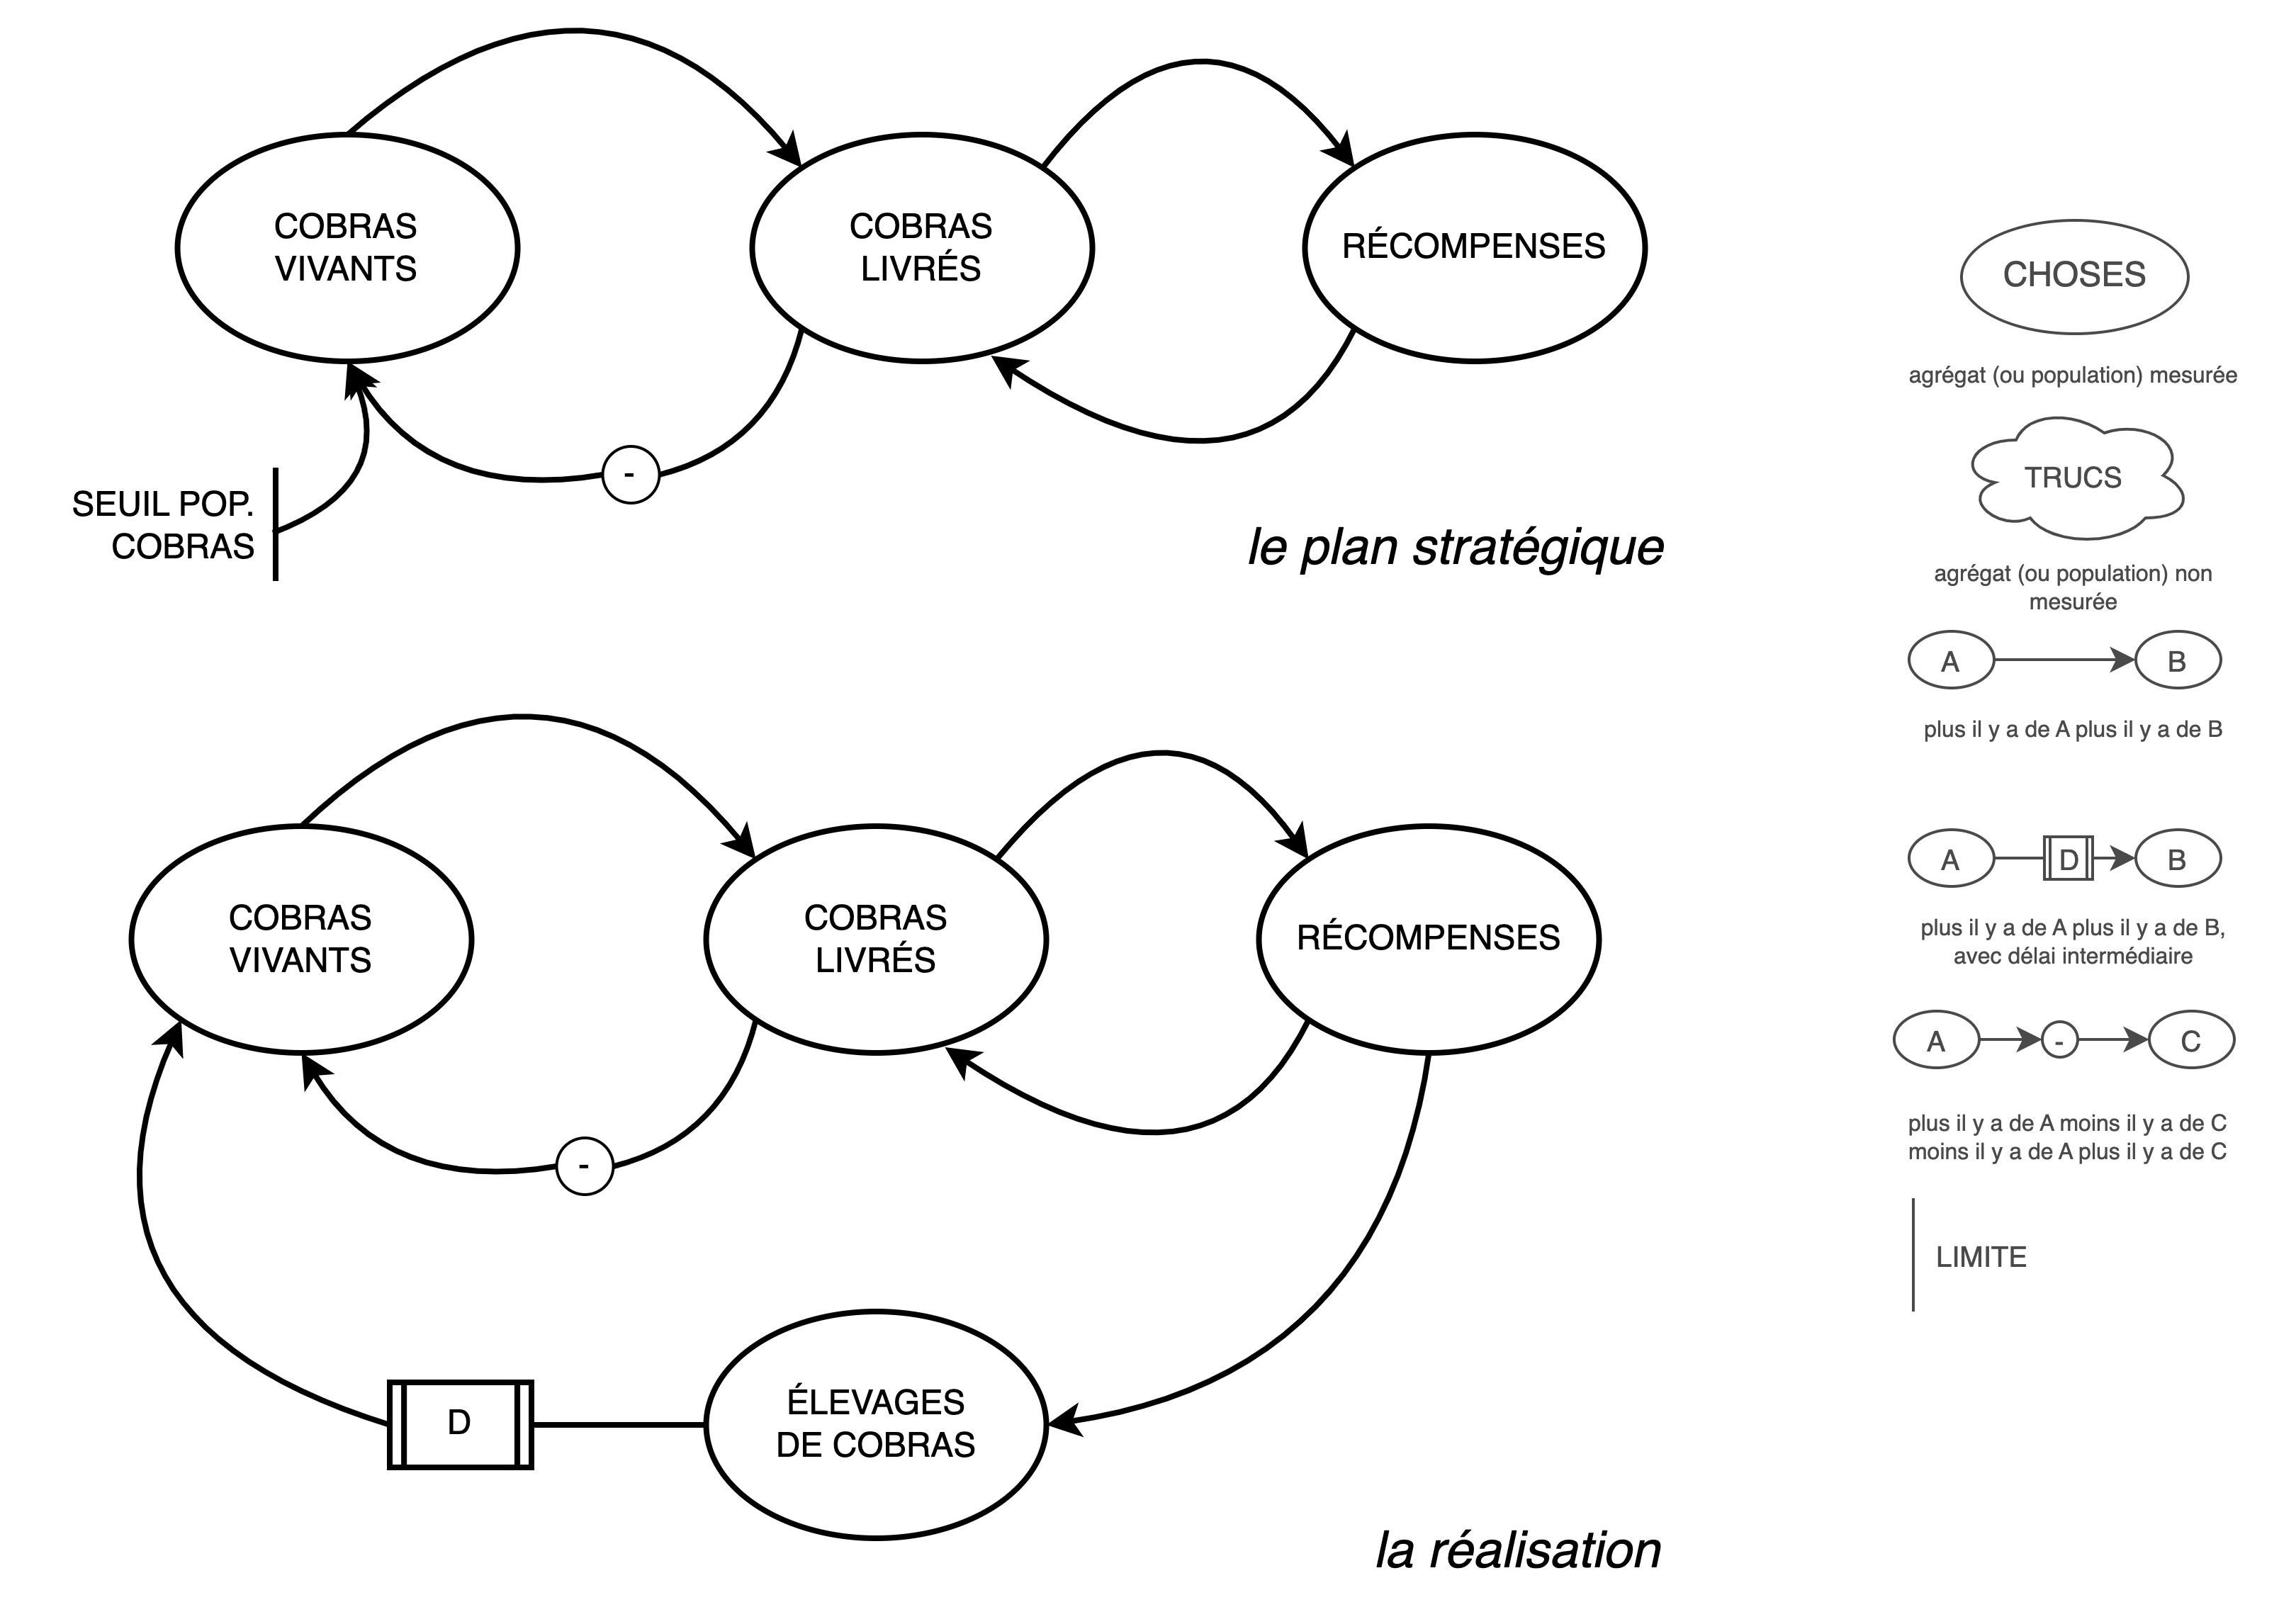 COBRAS
VIVANTS
COBRAS
LIVRÉS
RÉCOMPENSES
-
SEUIL POP.
COBRAS
le plan stratégique
COBRAS
VIVANTS
COBRAS
LIVRÉS
RÉCOMPENSES
-
D
ÉLEVAGES
DE COBRAS
la réalisation
CHOSES
agrégat (ou population) mesurée
TRUCS
agrégat (ou population) non
mesurée
A
B
plus il y a de A plus il y a de B
A
D
B
plus il y a de A plus il y a de B,
avec délai intermédiaire
A
-
C
plus il y a de A moins il y a de C
moins il y a de A plus il y a de C
LIMITE